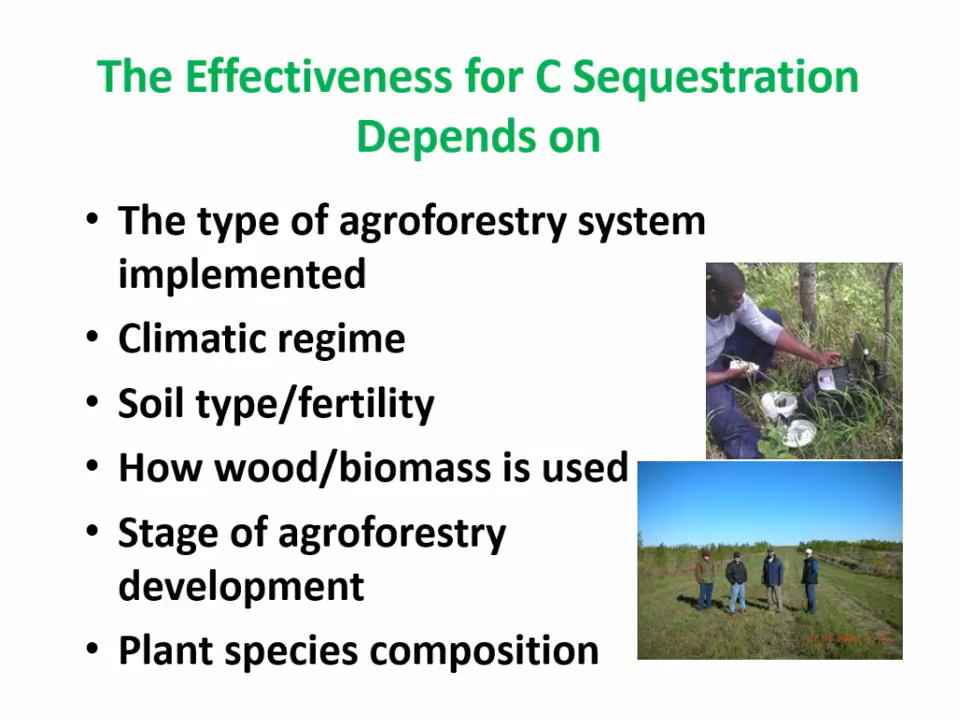 The Effectiveness for C Sequestration
Depends on
• The type of agroforestry system
implemented
• Climatic regime
• Soil type/fertility
• How wood/biomass is used
• Stage of agroforestry
development
• Plant species composition